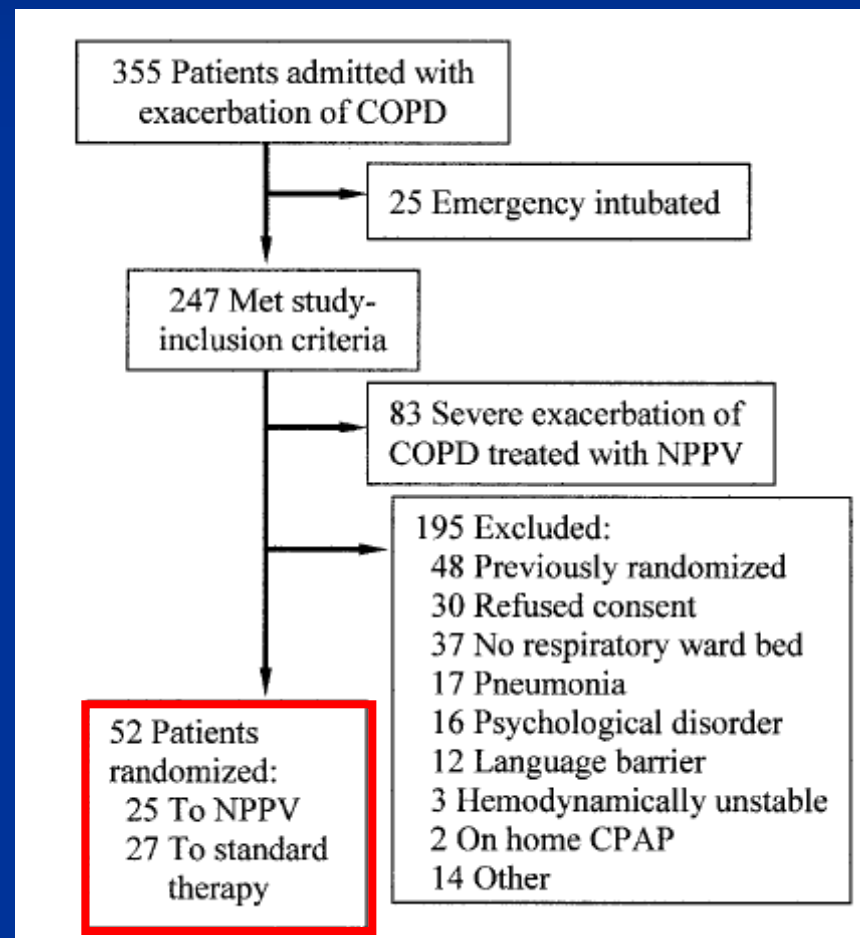 355 Patients admitted with
exacerbation of COPD
25 Emergency intubated
247 Met study-
inclusion criteria
83 Severe exacerbation of
COPD treated with NPPV
195 Excluded:
48 Previously randomized
30 Refused consent
37 No respiratory ward bed
17 Pneumonia
16 Psychological disorder
12 Language barrier
3 Hemodynamically unstable
2 On home CPAP
14 Other
52 Patients
randomized:
25 To NPPV
27 To standard
therapy